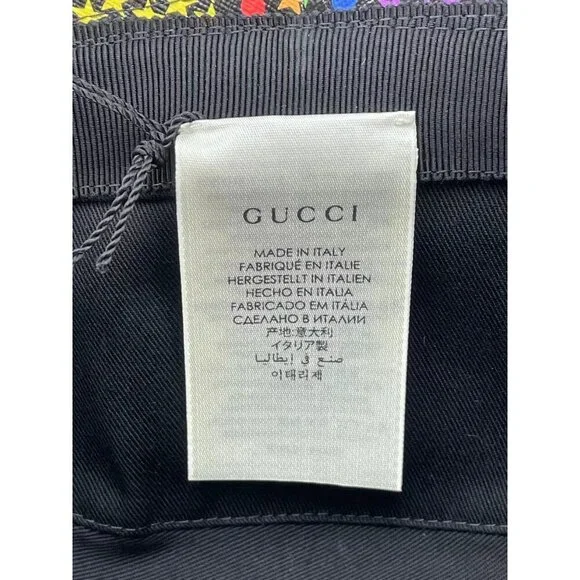 GUCCI
MADE IN ITALY
FABRIQUÉ EN ITALIE
HERGESTELLT IN ITALIEN
HECHO EN ITALIA
FABRICADO EM ITÁLIA
СДЕЛАНО В ИТАЛИИ
产地:意大利
イタリア製
صنع في إيطاليا
이태리제